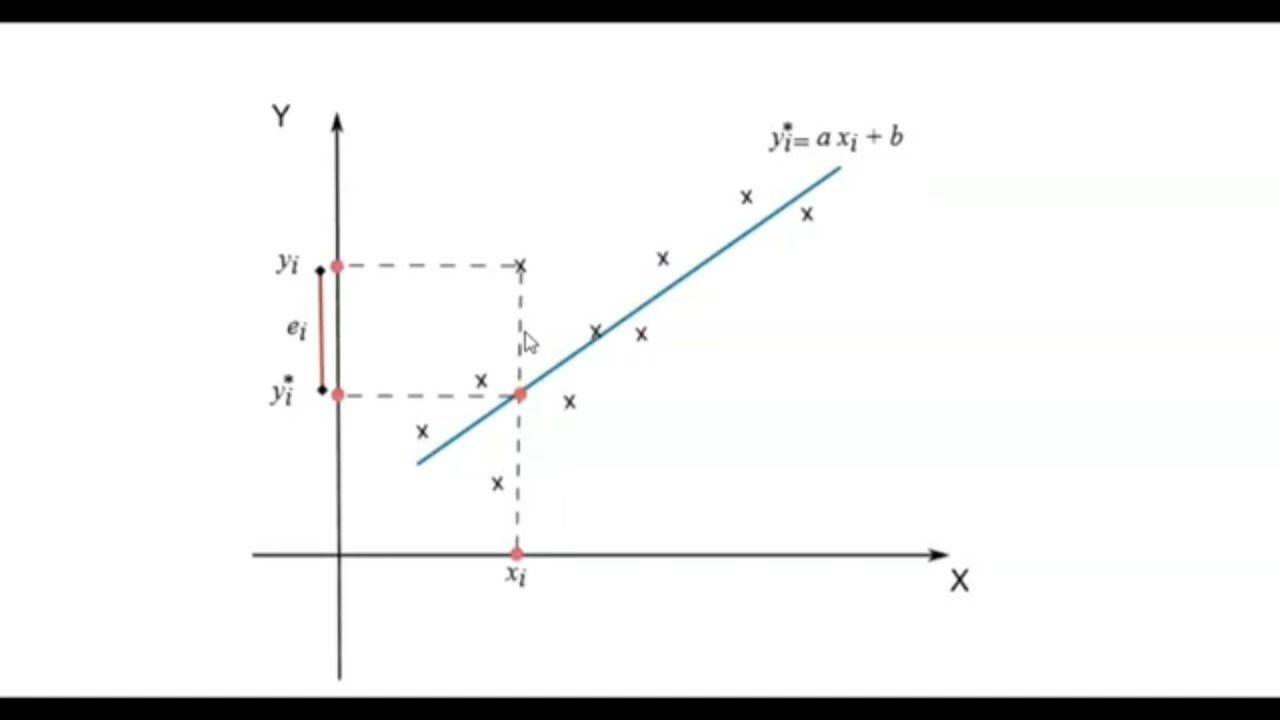 Y
y*ᵢ = a xᵢ + b
yᵢ
eᵢ
y*ᵢ
xᵢ
X